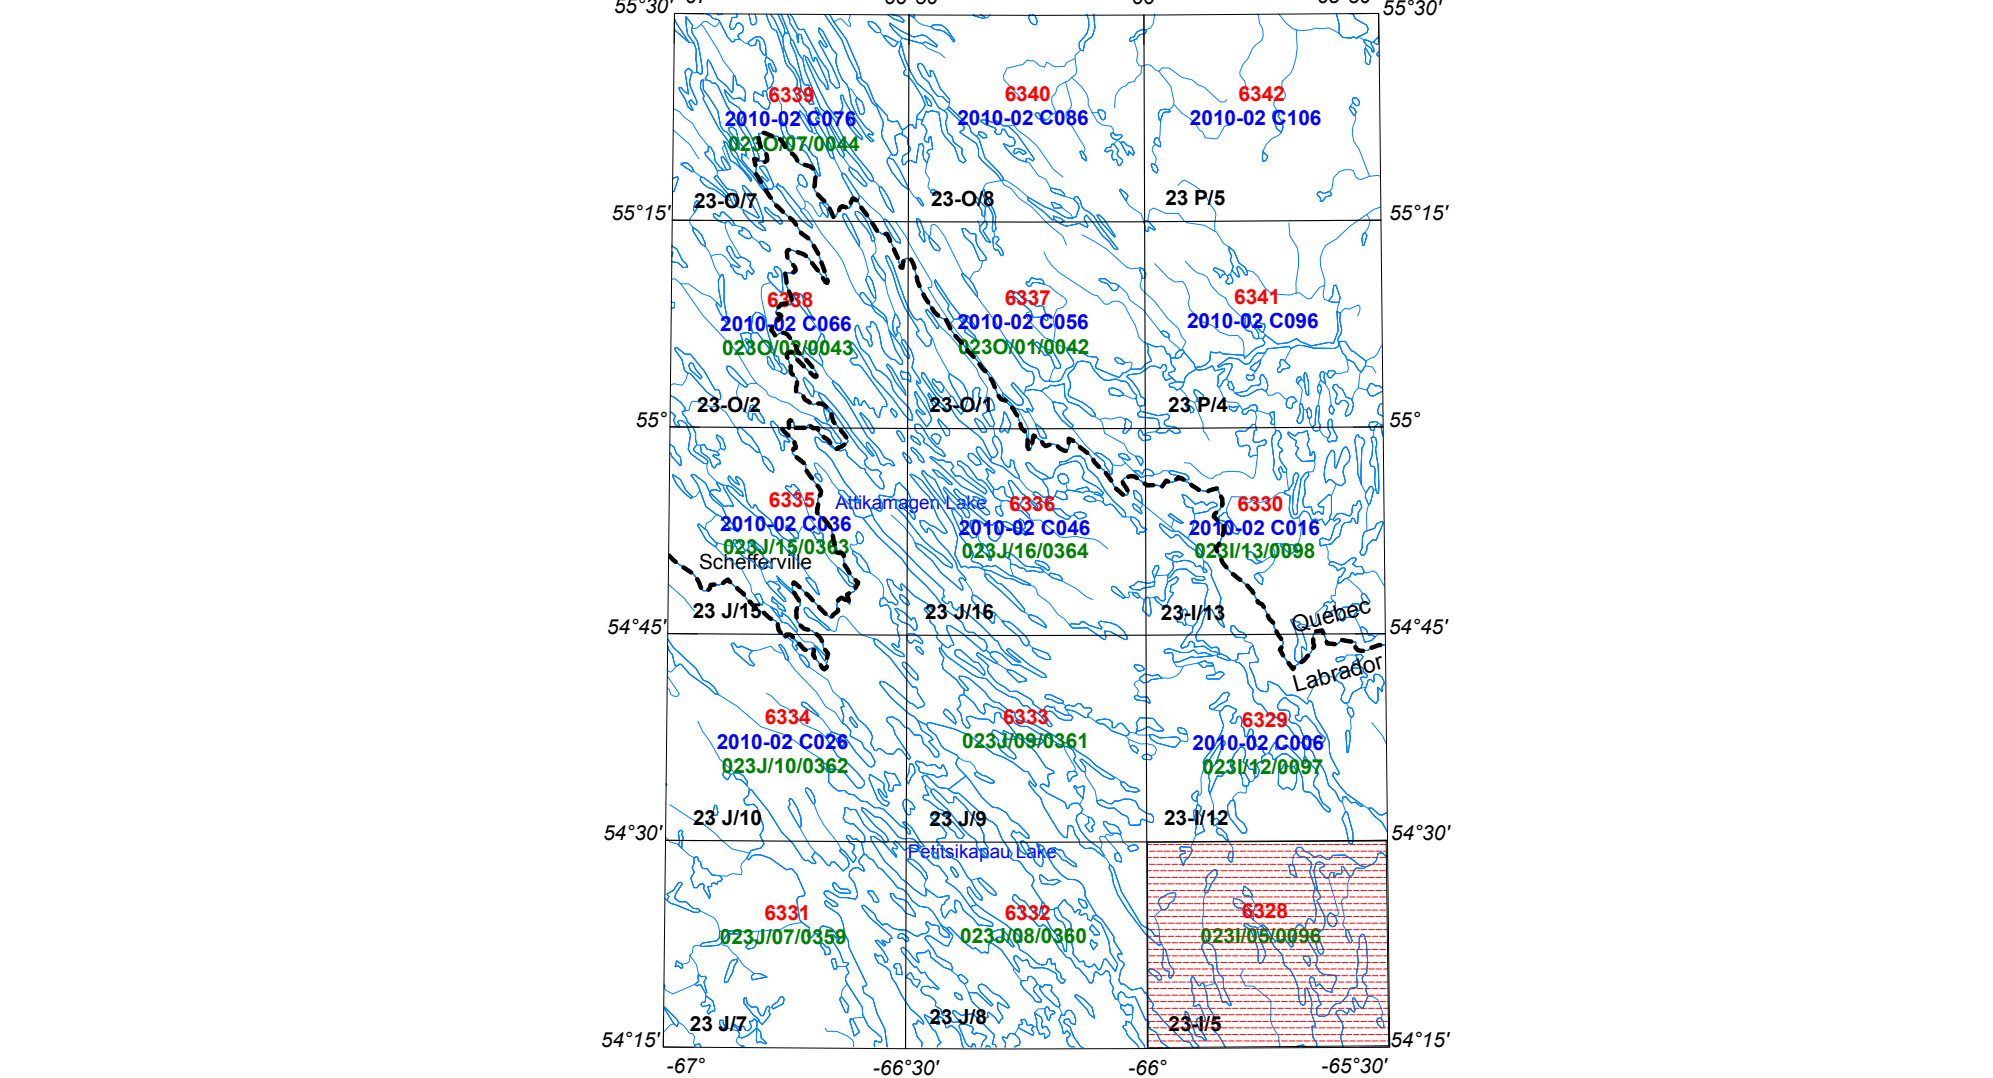 55°30' 55°30'
6339 6340 6342
2010-02 C076 2010-02 C086 2010-02 C106
023O/07/0044
23-O/7 23-O/8 23 P/5
55°15' 55°15'
6338 6337 6341
2010-02 C066 2010-02 C056 2010-02 C096
023O/02/0043 023O/01/0042
23-O/2 23-O/1 23 P/4
55° 55°
6335 Attikamagen Lake 6336 6330
2010-02 C036 2010-02 C046 2010-02 C016
023J/15/0363 023J/16/0364 023I/13/0098
Schefferville
23 J/15 23 J/16 23-I/13 Quebec
54°45' 54°45'
Labrador
6334 6333 6329
2010-02 C026 023J/09/0361 2010-02 C006
023J/10/0362 023I/12/0097
23 J/10 23 J/9 23-I/12
54°30' 54°30'
Petitsikapau Lake
6331 6332 6328
023J/07/0359 023J/08/0360 023I/05/0096
23 J/7 23 J/8 23-I/5
54°15' 54°15'
-67° -66°30' -66° -65°30'